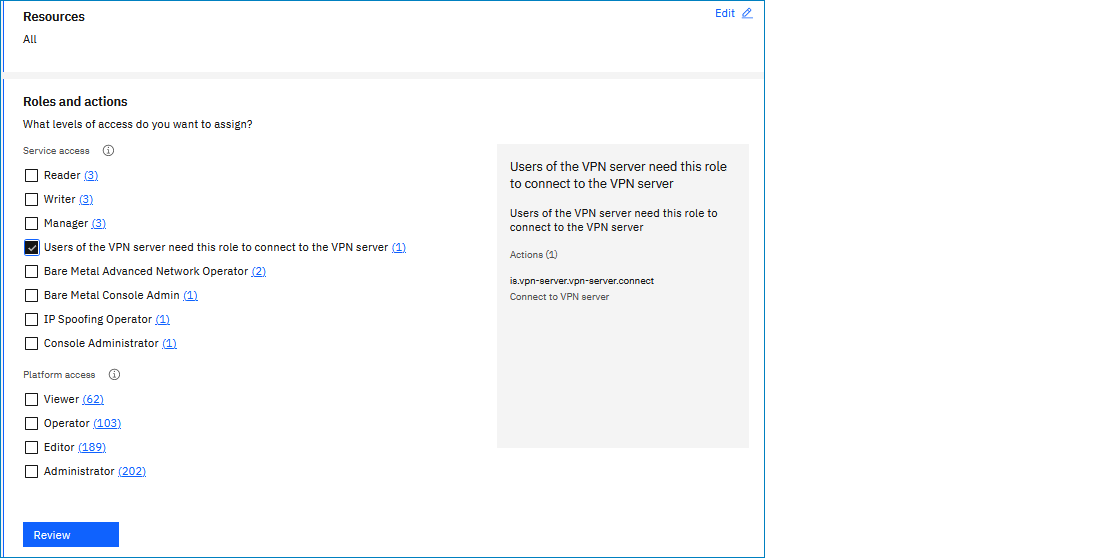 Resources
Edit
All
Roles and actions
What levels of access do you want to assign?
Service access
Reader (3)
Writer (3)
Manager (3)
Users of the VPN server need this role to connect to the VPN server (1)
Bare Metal Advanced Network Operator (2)
Bare Metal Console Admin (1)
IP Spoofing Operator (1)
Console Administrator (1)
Platform access
Viewer (62)
Operator (103)
Editor (189)
Administrator (202)
Users of the VPN server need this role
to connect to the VPN server
Users of the VPN server need this role to
connect to the VPN server
Actions (1)
is.vpn-server.vpn-server.connect
Connect to VPN server
Review